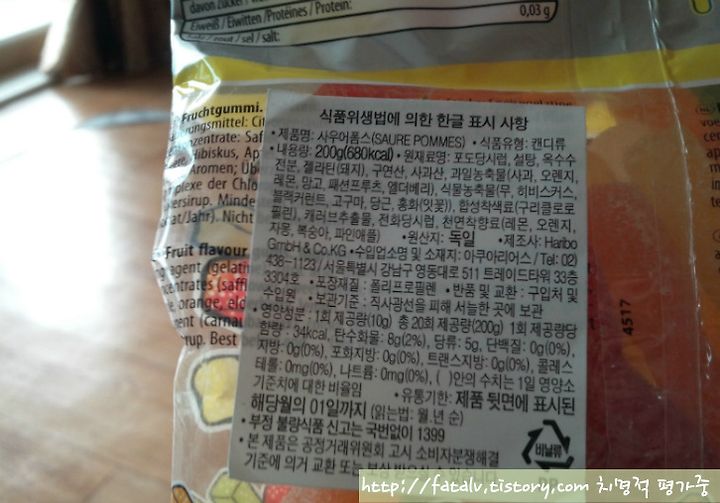 davon Zucker /
Eiweiß / Eiwitten / Protéines / Protein: 0,03 g
sel / salt:
Fruchtgummi.
식품위생법에 의한 한글 표시 사항
• 제품명: 사우어폼스(SAURE POMMES) • 식품유형: 캔디류
• 내용량: 200g(680kcal) • 원재료명: 포도당시럽, 설탕, 옥수수
전분, 젤라틴(돼지), 구연산, 사과산, 과일농축물(사과, 오렌지,
레몬, 망고, 패션프루츠, 엘더베리), 식물농축물(무, 히비스커스,
블랙커런트, 고구마, 당근, 홍화(잇꽃)), 합성착색료(구리클로로
필린), 캐러브추출물, 전화당시럽, 천연착향료(레몬, 오렌지,
자몽, 복숭아, 파인애플) • 원산지: 독일 • 제조사: Haribo
GmbH & Co.KG • 수입업소명 및 소재지: 아쿠아리어스 / Tel: 02)
438-1123 / 서울특별시 강남구 영동대로 511 트레이드타워 33층
3304호 • 포장재질 : 폴리프로필렌 • 반품 및 교환 : 구입처 및
수입원 • 보관기준 : 직사광선을 피해 서늘한 곳에 보관
• 영양성분 : 1회 제공량(10g) 총 20회 제공량(200g) 1회 제공량당
함량 : 34kcal, 탄수화물 : 8g(2%), 당류: 5g, 단백질: 0g(0%),
지방: 0g(0%), 포화지방: 0g(0%), 트랜스지방: 0g(0%), 콜레스
테롤: 0mg(0%), 나트륨: 0mg(0%), ( )안의 수치는 1일 영양소
기준치에 대한 비율임 • 유통기한: 제품 뒷면에 표시된
해당월의 01일까지 (읽는법: 월.년 순)
• 부정 불량식품 신고는 국번없이 1399
• 본 제품은 공정거래위원회 고시 소비자분쟁해결
기준에 의거 교환 또는 보상 받으실 수 있습니다
비닐류
4517
Fruit flavour
http://fatalv.tistory.com 치명적 평가중